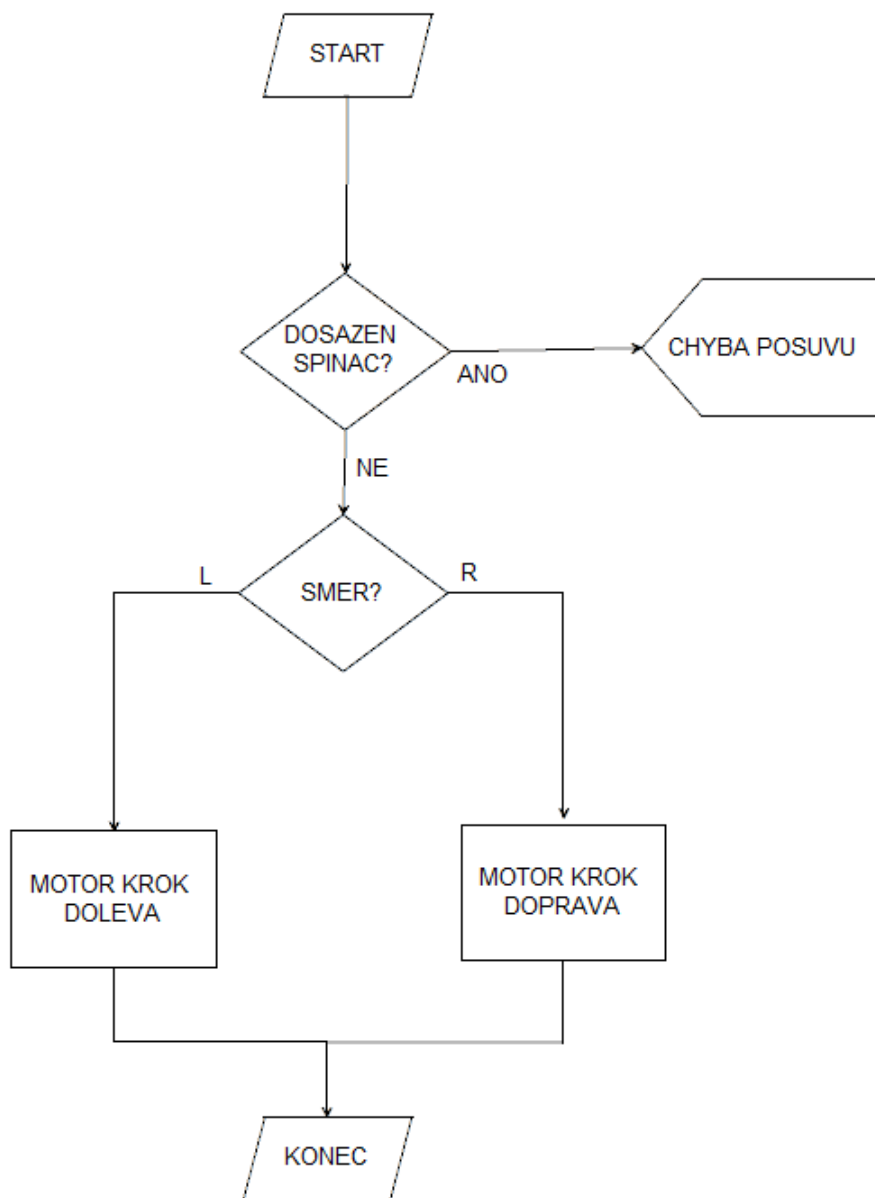 START
DOSAZEN
SPINAC?
ANO
CHYBA POSUVU
NE
L
SMER?
R
MOTOR KROK
DOLEVA
MOTOR KROK
DOPRAVA
KONEC